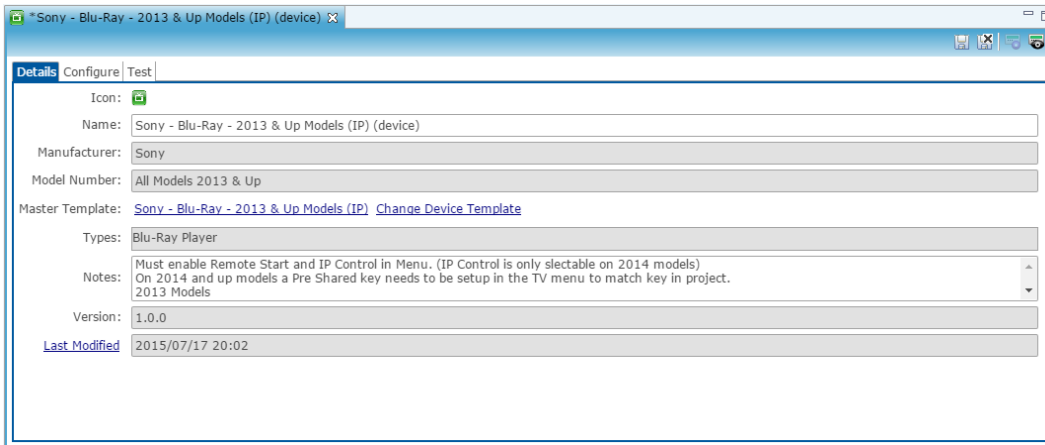 *Sony - Blu-Ray - 2013 & Up Models (IP) (device)
Details Configure Test
Icon:
Name: Sony - Blu-Ray - 2013 & Up Models (IP) (device)
Manufacturer: Sony
Model Number: All Models 2013 & Up
Master Template: Sony - Blu-Ray - 2013 & Up Models (IP) Change Device Template
Types: Blu-Ray Player
Notes: Must enable Remote Start and IP Control in Menu. (IP Control is only slectable on 2014 models)
On 2014 and up models a Pre Shared key needs to be setup in the TV menu to match key in project.
2013 Models
Version: 1.0.0
Last Modified 2015/07/17 20:02